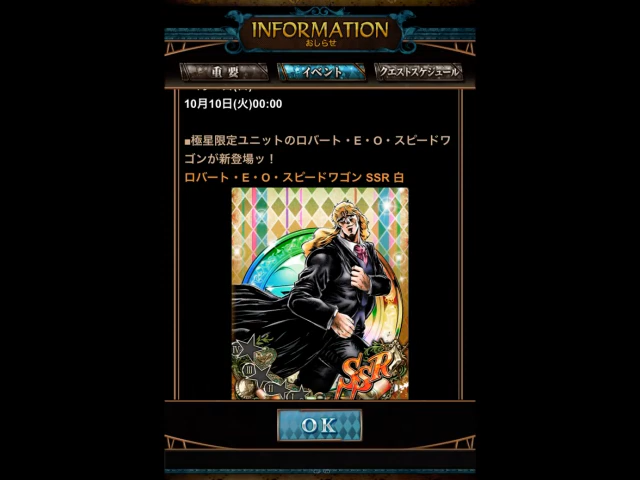 INFORMATION
おしらせ
重要 イベント クエストスケジュール
10月10日(火)00:00
■極星限定ユニットのロバート・E・O・スピードワ
ゴンが新登場ッ！
ロバート・E・O・スピードワゴン SSR 白
SSR
OK